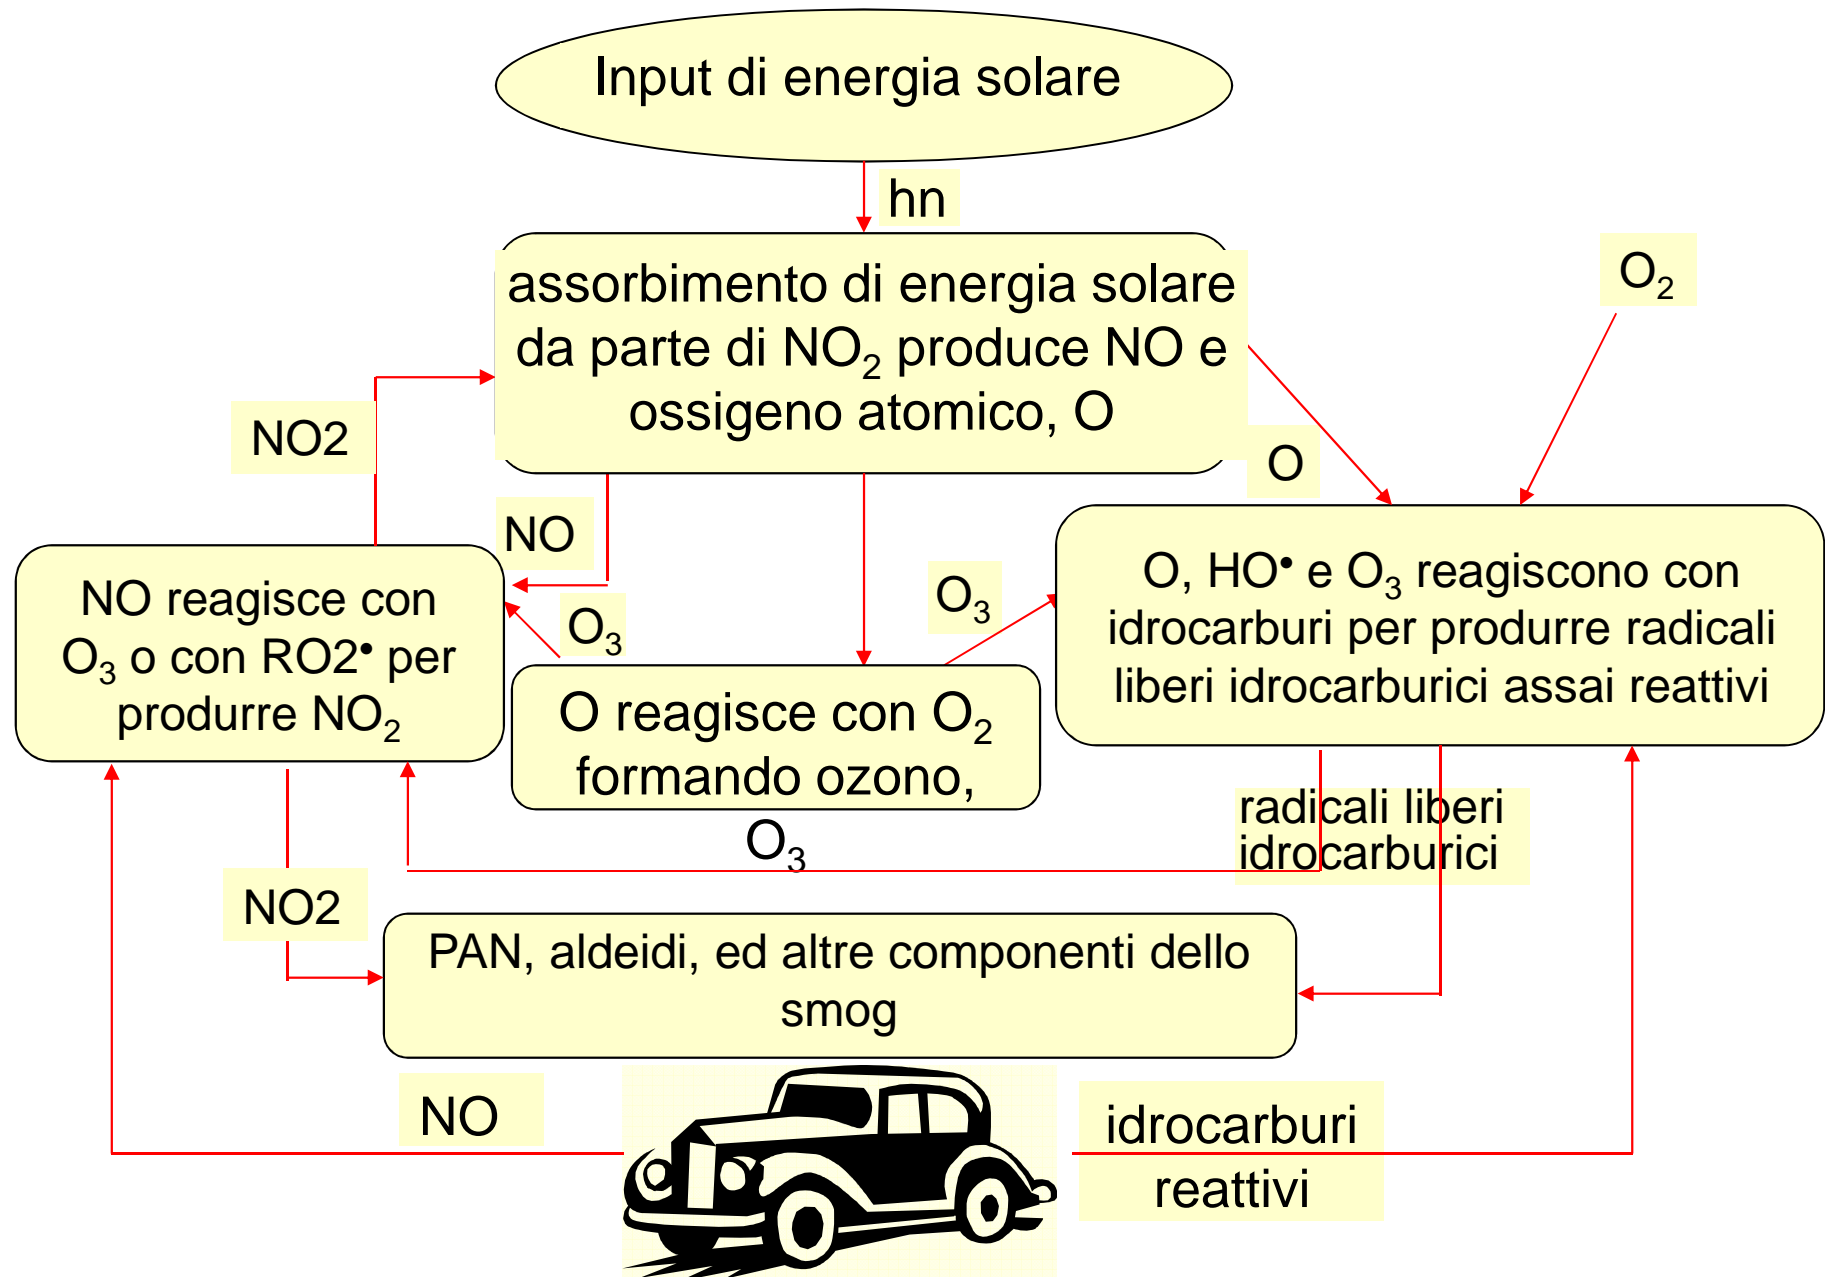 Input di energia solare
hn
assorbimento di energia solare
da parte di NO₂ produce NO e
ossigeno atomico, O
O₂
NO2
O
NO
NO reagisce con
O₃ o con RO2• per
produrre NO₂
O₃
O₃
O, HO• e O₃ reagiscono con
idrocarburi per produrre radicali
liberi idrocarburici assai reattivi
O reagisce con O₂
formando ozono,
O₃
radicali liberi
idrocarburici
NO2
PAN, aldeidi, ed altre componenti dello
smog
NO
idrocarburi
reattivi